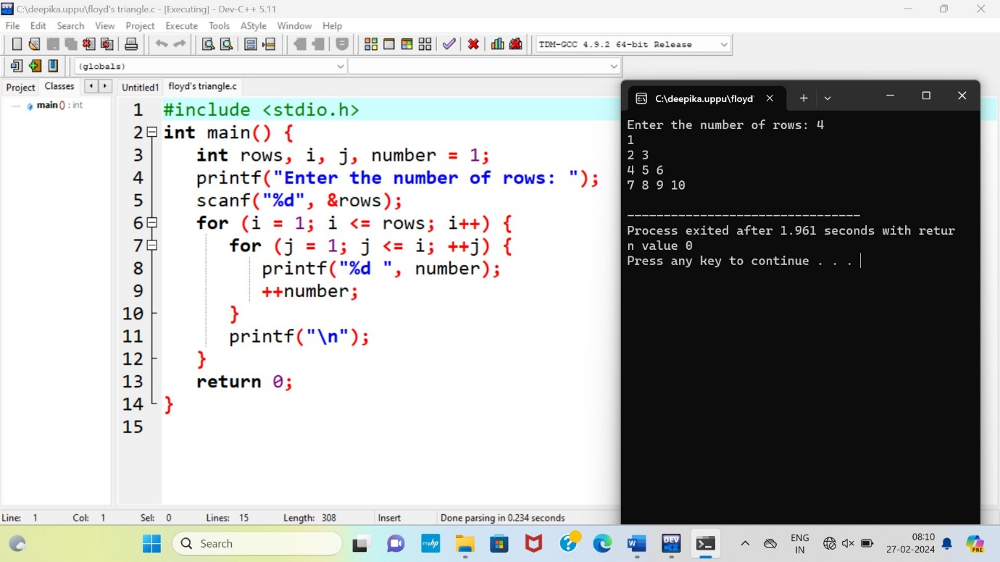 C:\deepika.uppu\floyd's triangle.c - [Executing] - Dev-C++ 5.11
File Edit Search View Project Execute Tools AStyle Window Help
TDM-GCC 4.9.2 64-bit Release
(globals)
Project Classes
Untitled1 floyd's triangle.c
main() : int
1 #include <stdio.h>
2 int main() {
3 int rows, i, j, number = 1;
4 printf("Enter the number of rows: ");
5 scanf("%d", &rows);
6 for (i = 1; i <= rows; i++) {
7 for (j = 1; j <= i; ++j) {
8 printf("%d ", number);
9 ++number;
10 }
11 printf("\n");
12 }
13 return 0;
14 }
15
C:\deepika.uppu\floyd'
Enter the number of rows: 4
1
2 3
4 5 6
7 8 9 10
--------------------------------
Process exited after 1.961 seconds with retur
n value 0
Press any key to continue . . .
Line: 1 Col: 1 Sel: 0 Lines: 15 Length: 308 Insert Done parsing in 0.234 seconds
Search
myhp
W
DEV
ENG
IN
08:10
27-02-2024
PRE